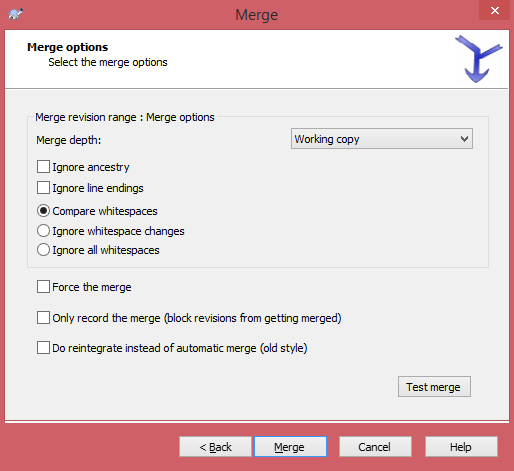 Merge
Merge options
Select the merge options
Merge revision range : Merge options
Merge depth:
Working copy
Ignore ancestry
Ignore line endings
Compare whitespaces
Ignore whitespace changes
Ignore all whitespaces
Force the merge
Only record the merge (block revisions from getting merged)
Do reintegrate instead of automatic merge (old style)
Test merge
< Back
Merge
Cancel
Help